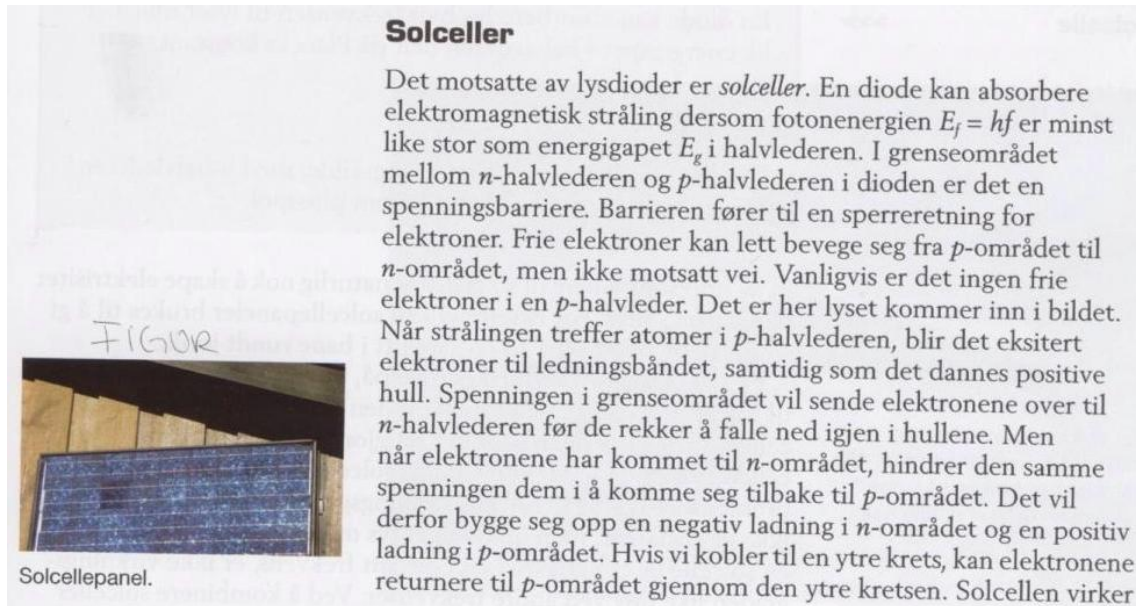 Solceller
Det motsatte av lysdioder er solceller. En diode kan absorbere
elektromagnetisk stråling dersom fotonenergien E_f = hf er minst
like stor som energigapet E_g i halvlederen. I grenseområdet
mellom n-halvlederen og p-halvlederen i dioden er det en
spenningsbarriere. Barrieren fører til en sperreretning for
elektroner. Frie elektroner kan lett bevege seg fra p-området til
n-området, men ikke motsatt vei. Vanligvis er det ingen frie
elektroner i en p-halvleder. Det er her lyset kommer inn i bildet.
Når strålingen treffer atomer i p-halvlederen, blir det eksitert
elektroner til ledningsbåndet, samtidig som det dannes positive
hull. Spenningen i grenseområdet vil sende elektronene over til
n-halvlederen før de rekker å falle ned igjen i hullene. Men
når elektronene har kommet til n-området, hindrer den samme
spenningen dem i å komme seg tilbake til p-området. Det vil
derfor bygge seg opp en negativ ladning i n-området og en positiv
ladning i p-området. Hvis vi kobler til en ytre krets, kan elektronene
returnere til p-området gjennom den ytre kretsen. Solcellen virker
FIGUR
Solcellepanel.